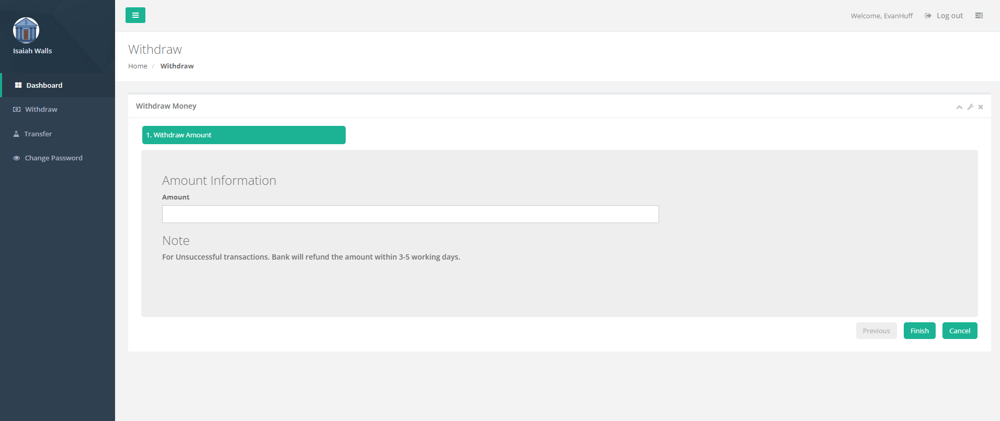 Isaiah Walls
Dashboard
Withdraw
Transfer
Change Password
Welcome, EvanHuff
Log out
Withdraw
Home / Withdraw
Withdraw Money
1. Withdraw Amount
Amount Information
Amount
Note
For Unsuccessful transactions. Bank will refund the amount within 3-5 working days.
Previous
Finish
Cancel